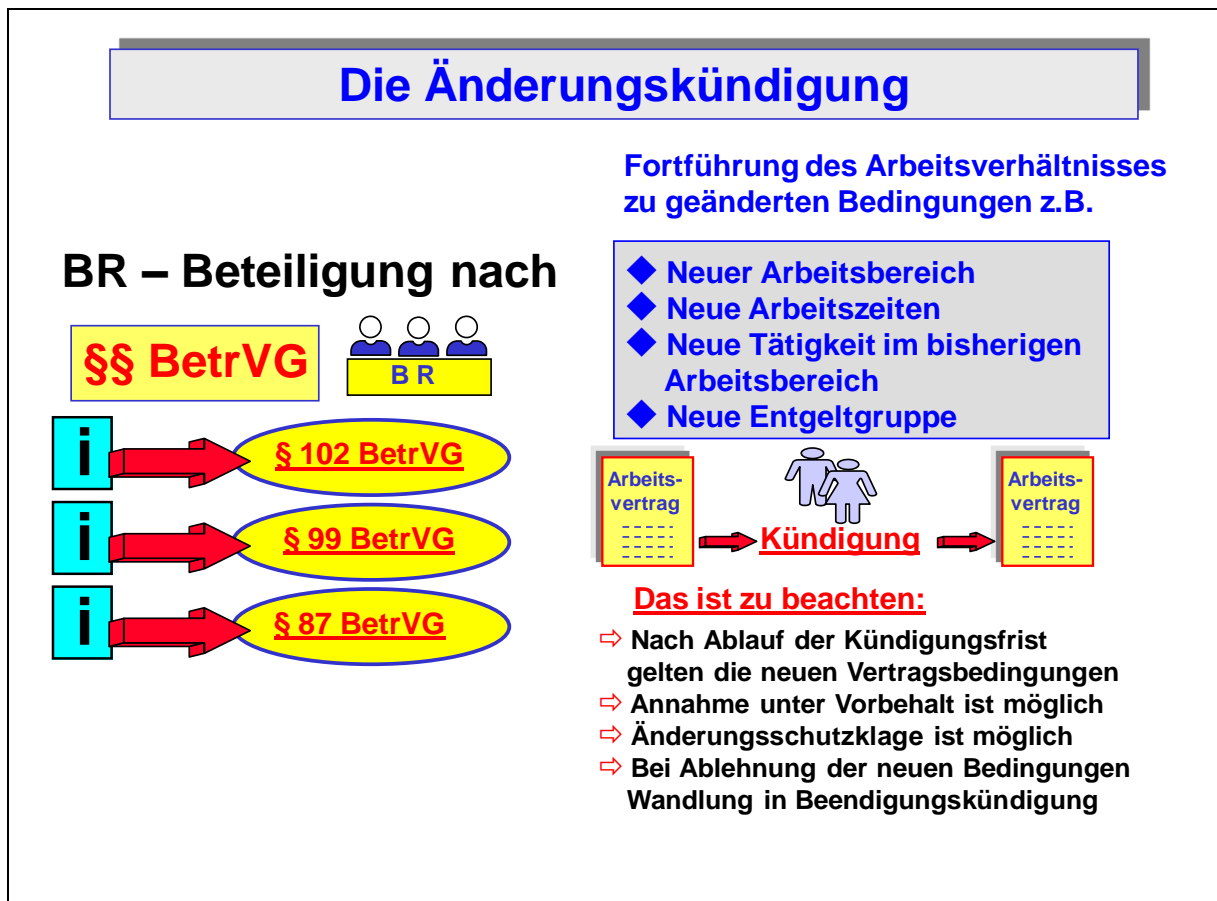 Die Änderungskündigung
BR – Beteiligung nach
§§ BetrVG
B R
i
§ 102 BetrVG
i
§ 99 BetrVG
i
§ 87 BetrVG
Fortführung des Arbeitsverhältnisses
zu geänderten Bedingungen z.B.
◆ Neuer Arbeitsbereich
◆ Neue Arbeitszeiten
◆ Neue Tätigkeit im bisherigen
Arbeitsbereich
◆ Neue Entgeltgruppe
Arbeits-
vertrag
Kündigung
Arbeits-
vertrag
Das ist zu beachten:
⇨ Nach Ablauf der Kündigungsfrist
gelten die neuen Vertragsbedingungen
⇨ Annahme unter Vorbehalt ist möglich
⇨ Änderungsschutzklage ist möglich
⇨ Bei Ablehnung der neuen Bedingungen
Wandlung in Beendigungskündigung